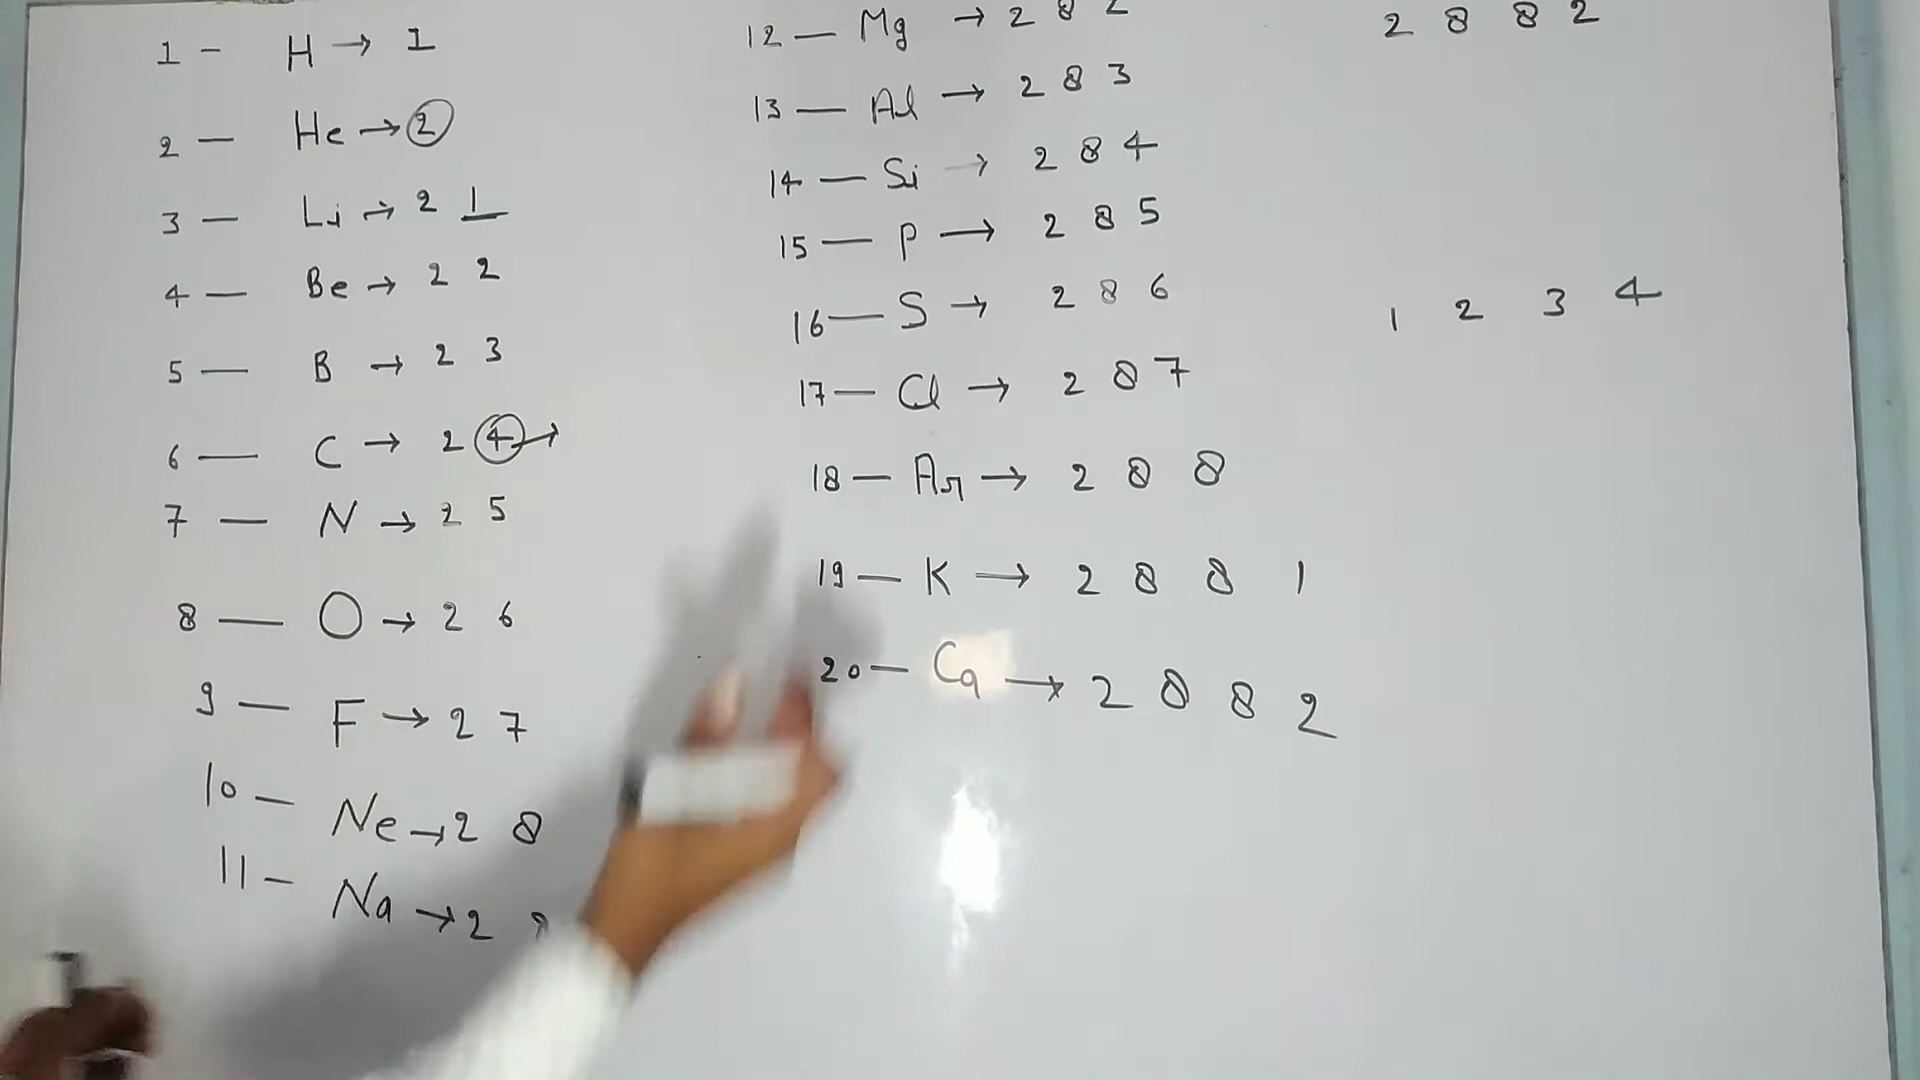 1 - H → 1
2 — He → 2
3 — Li → 2 1
4 — Be → 2 2
5 — B → 2 3
6 — C → 2 4 →
7 — N → 2 5
8 — O → 2 6
9 — F → 2 7
10 — Ne → 2 8
11 — Na → 2 8
12 — Mg → 2 8 2
13 — Al → 2 8 3
14 — Si → 2 8 4
15 — P → 2 8 5
16 — S → 2 8 6
17 — Cl → 2 8 7
18 — Ar → 2 8 8
19 — K → 2 8 8 1
20 — Ca → 2 8 8 2
2 8 8 2
1 2 3 4